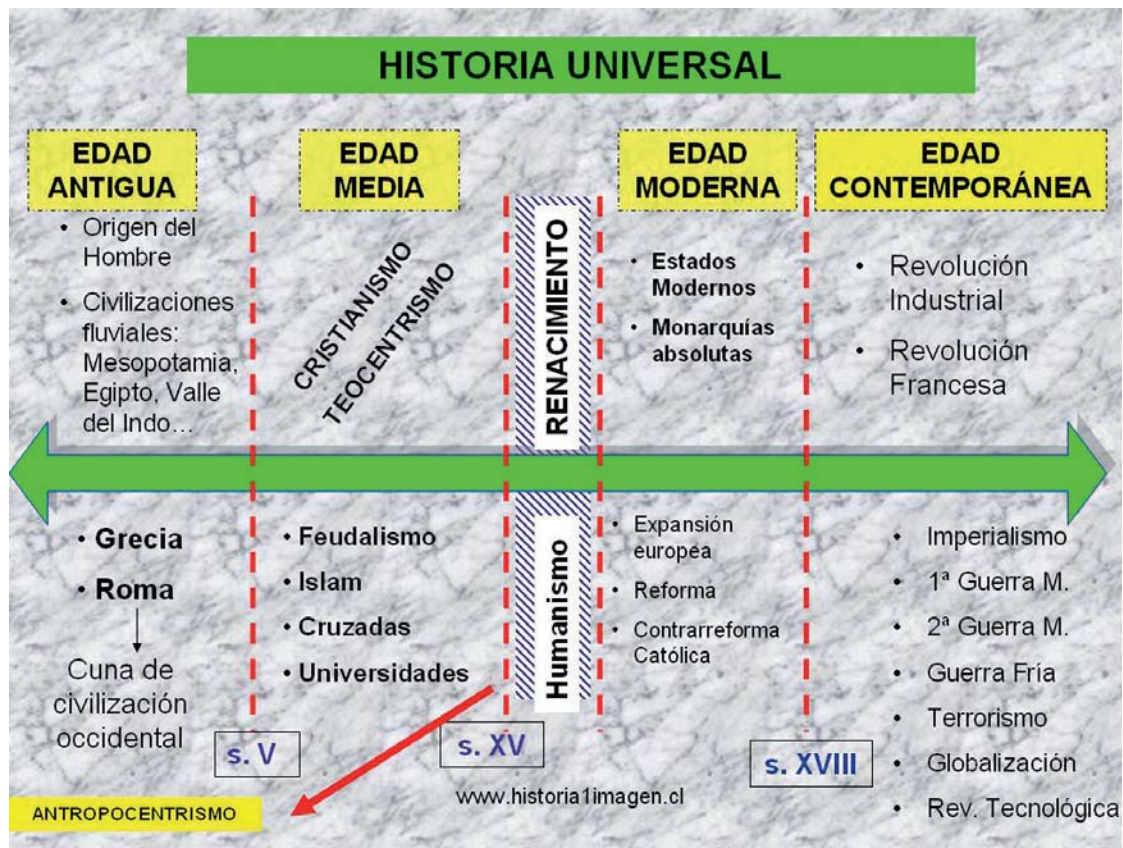 HISTORIA UNIVERSAL
EDAD
ANTIGUA
• Origen del
Hombre
• Civilizaciones
fluviales:
Mesopotamia,
Egipto, Valle
del Indo...
EDAD
MEDIA
CRISTIANISMO
TEOCENTRISMO
RENACIMIENTO
EDAD
MODERNA
• Estados
Modernos
• Monarquías
absolutas
EDAD
CONTEMPORÁNEA
• Revolución
Industrial
• Revolución
Francesa
• Grecia
• Roma
Cuna de
civilización
occidental
• Feudalismo
• Islam
• Cruzadas
• Universidades
Humanismo
• Expansión
europea
• Reforma
• Contrarreforma
Católica
• Imperialismo
• 1ª Guerra M.
• 2ª Guerra M.
• Guerra Fría
• Terrorismo
• Globalización
• Rev. Tecnológica
s. V
s. XV
s. XVIII
ANTROPOCENTRISMO
www.historia1imagen.cl